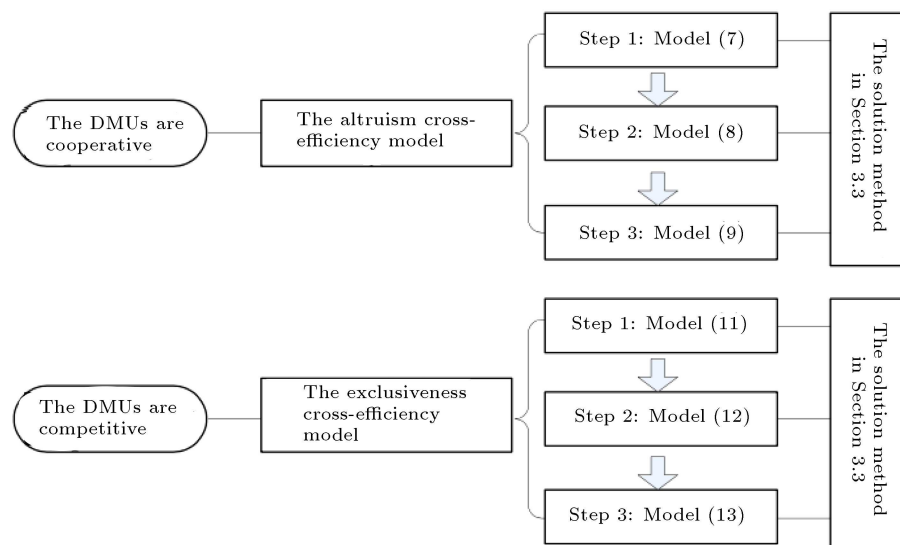 The DMUs are
cooperative
The altruism cross-
efficiency model
Step 1: Model (7)
Step 2: Model (8)
Step 3: Model (9)
The solution method
in Section 3.3
The DMUs are
competitive
The exclusiveness
cross-efficiency
model
Step 1: Model (11)
Step 2: Model (12)
Step 3: Model (13)
The solution method
in Section 3.3